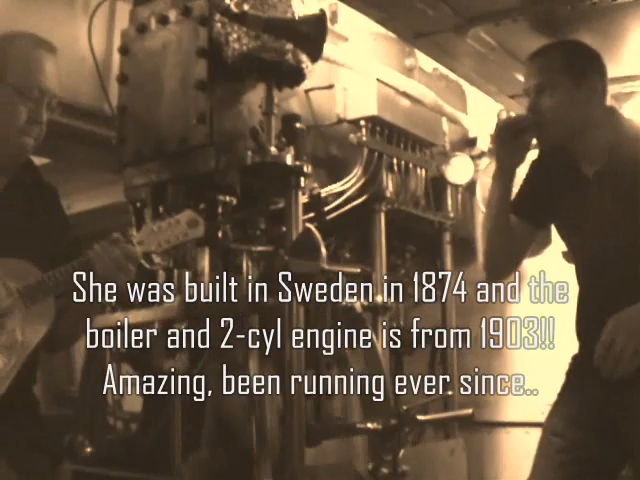 She was built in Sweden in 1874 and the
boiler and 2-cyl engine is from 1903!!
Amazing, been running ever since..